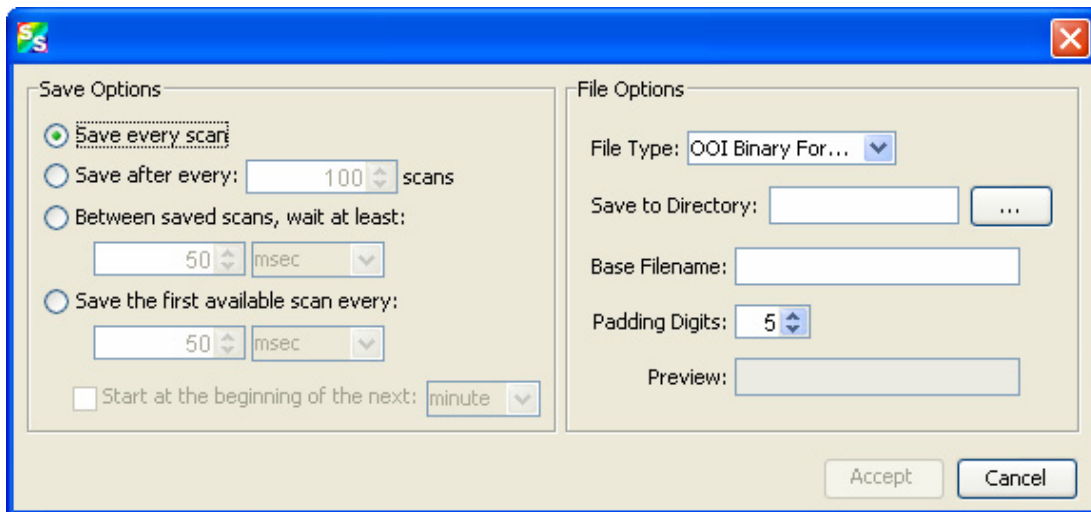 SS
Save Options
Save every scan
Save after every: 100 scans
Between saved scans, wait at least:
50 msec
Save the first available scan every:
50 msec
Start at the beginning of the next: minute
File Options
File Type: OOI Binary For...
Save to Directory: ...
Base Filename:
Padding Digits: 5
Preview:
Accept Cancel